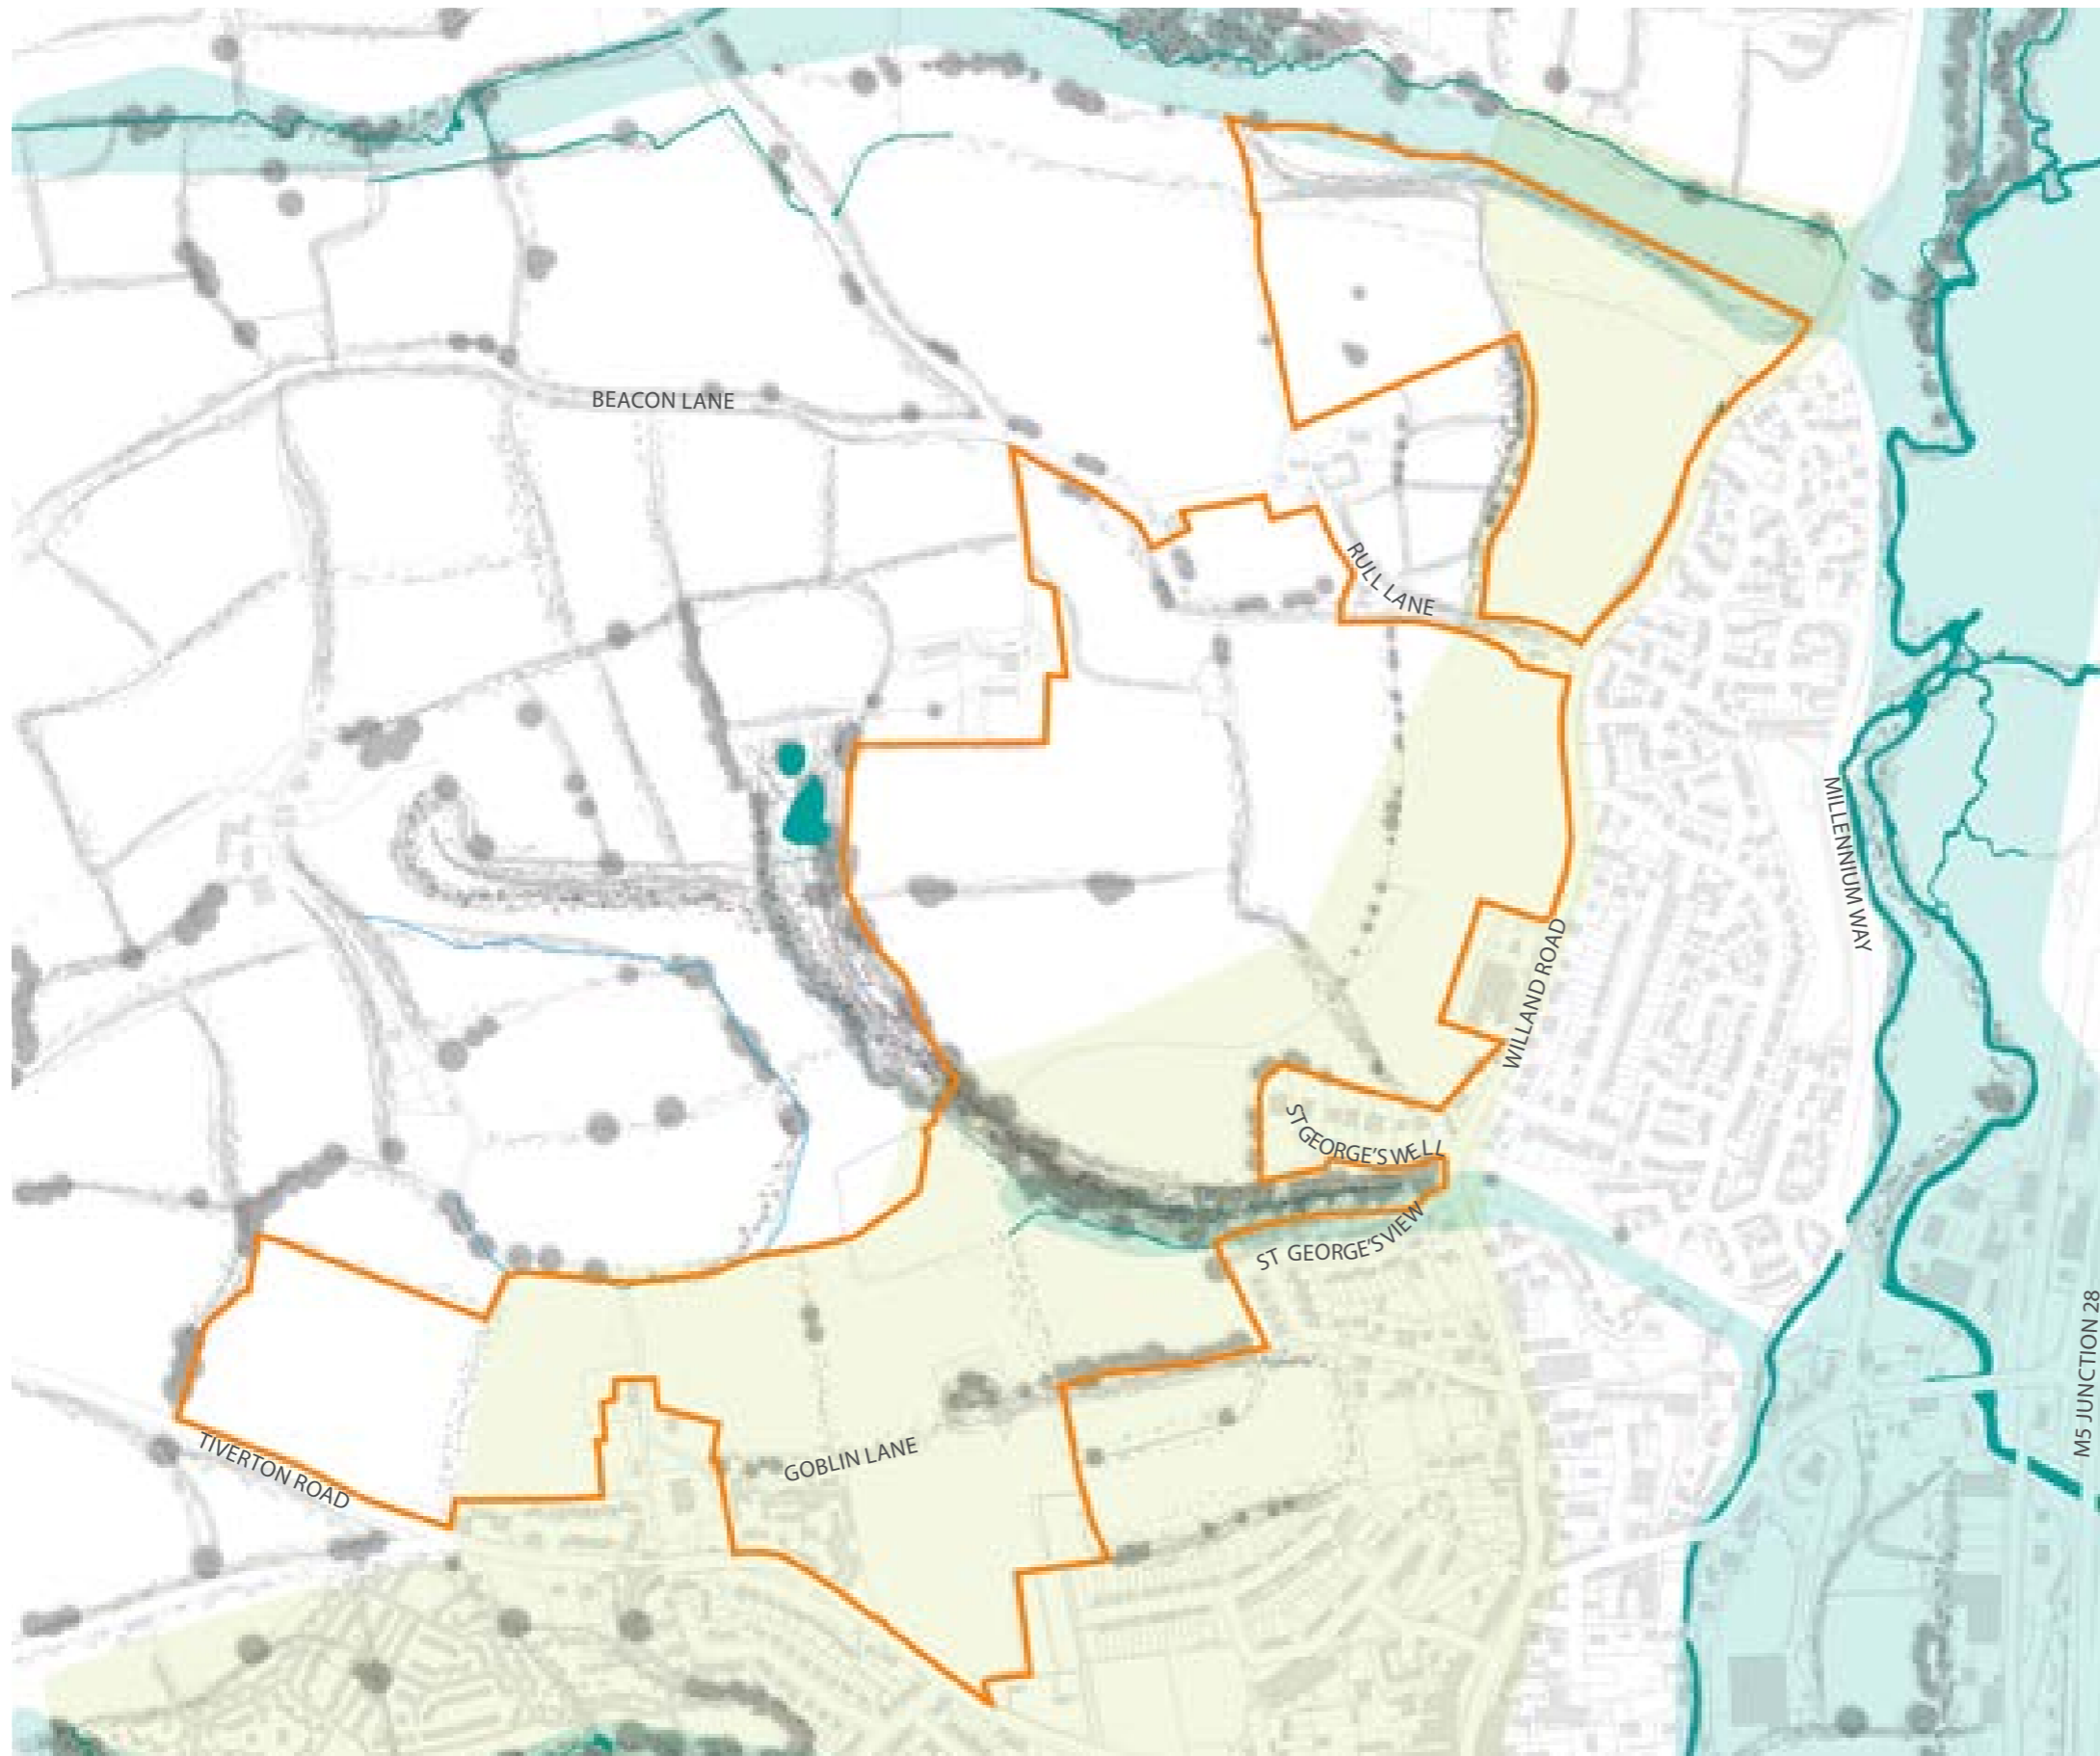 BEACON LANE
RULL LANE
MILLENNIUM WAY
WILLAND ROAD
ST GEORGE'S WELL
ST GEORGE'S VIEW
M5 JUNCTION 28
GOBLIN LANE
TIVERTON ROAD